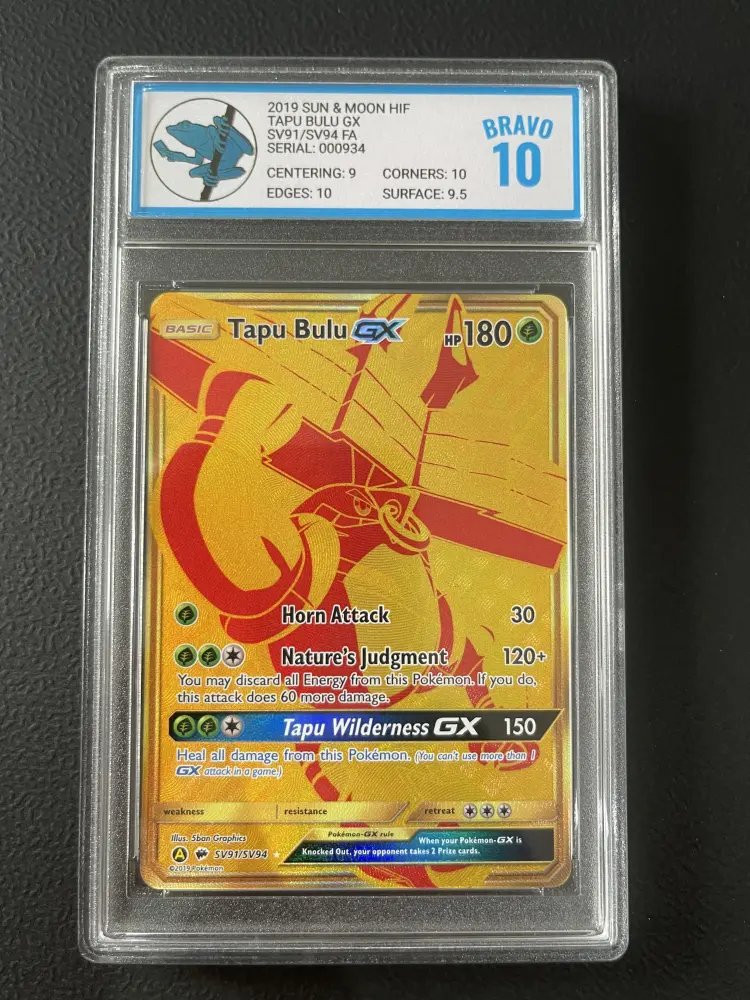 2019 SUN & MOON HIF
TAPU BULU GX
SV91/SV94 FA
SERIAL: 000934
CENTERING: 9 CORNERS: 10
EDGES: 10 SURFACE: 9.5
BRAVO
10
BASIC Tapu Bulu GX HP180
Horn Attack 30
Nature's Judgment 120+
You may discard all Energy from this Pokémon. If you do,
this attack does 60 more damage.
Tapu Wilderness GX 150
Heal all damage from this Pokémon. (You can't use more than 1
GX attack in a game.)
weakness resistance retreat
Illus. 5ban Graphics
Pokémon-GX rule When your Pokémon-GX is
Knocked Out, your opponent takes 2 Prize cards.
A SV91/SV94
©2019 Pokémon